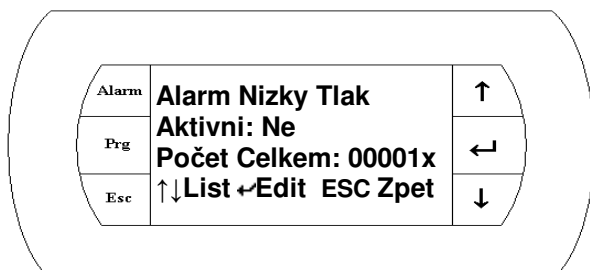 Alarm
Prg
Esc
Alarm Nizky Tlak
Aktivni: Ne
Počet Celkem: 00001x
↑↓List ↵Edit ESC Zpet
↑
↵
↓